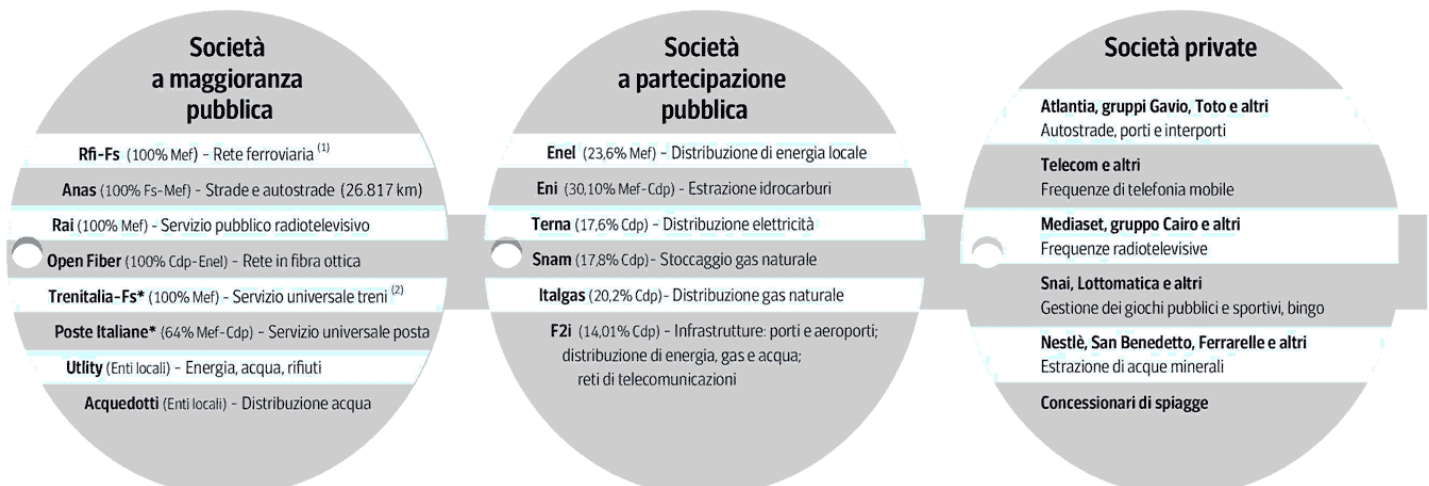 Società
a maggioranza
pubblica
Rfi-Fs (100% Mef) – Rete ferroviaria (1)
Anas (100% Fs-Mef) – Strade e autostrade (26.817 km)
Rai (100% Mef) - Servizio pubblico radiotelevisivo
Open Fiber (100% Cdp-Enel) – Rete in fibra ottica
Trenitalia-Fs* (100% Mef) – Servizio universale treni (2)
Poste Italiane* (64% Mef-Cdp) – Servizio universale posta
Utlity (Enti locali) – Energia, acqua, rifiuti
Acquedotti (Enti locali) – Distribuzione acqua
Società
a partecipazione
pubblica
Enel (23,6% Mef) – Distribuzione di energia locale
Eni (30,10% Mef-Cdp) – Estrazione idrocarburi
Terna (17,6% Cdp) – Distribuzione elettricità
Snam (17,8% Cdp)– Stoccaggio gas naturale
Italgas (20,2% Cdp)– Distribuzione gas naturale
F2i (14,01% Cdp) – Infrastrutture: porti e aeroporti;
distribuzione di energia, gas e acqua;
reti di telecomunicazioni
Società private
Atlantia, gruppi Gavio, Toto e altri
Autostrade, porti e interporti
Telecom e altri
Frequenze di telefonia mobile
Mediaset, gruppo Cairo e altri
Frequenze radiotelevisive
Snai, Lottomatica e altri
Gestione dei giochi pubblici e sportivi, bingo
Nestlè, San Benedetto, Ferrarelle e altri
Estrazione di acque minerali
Concessionari di spiagge